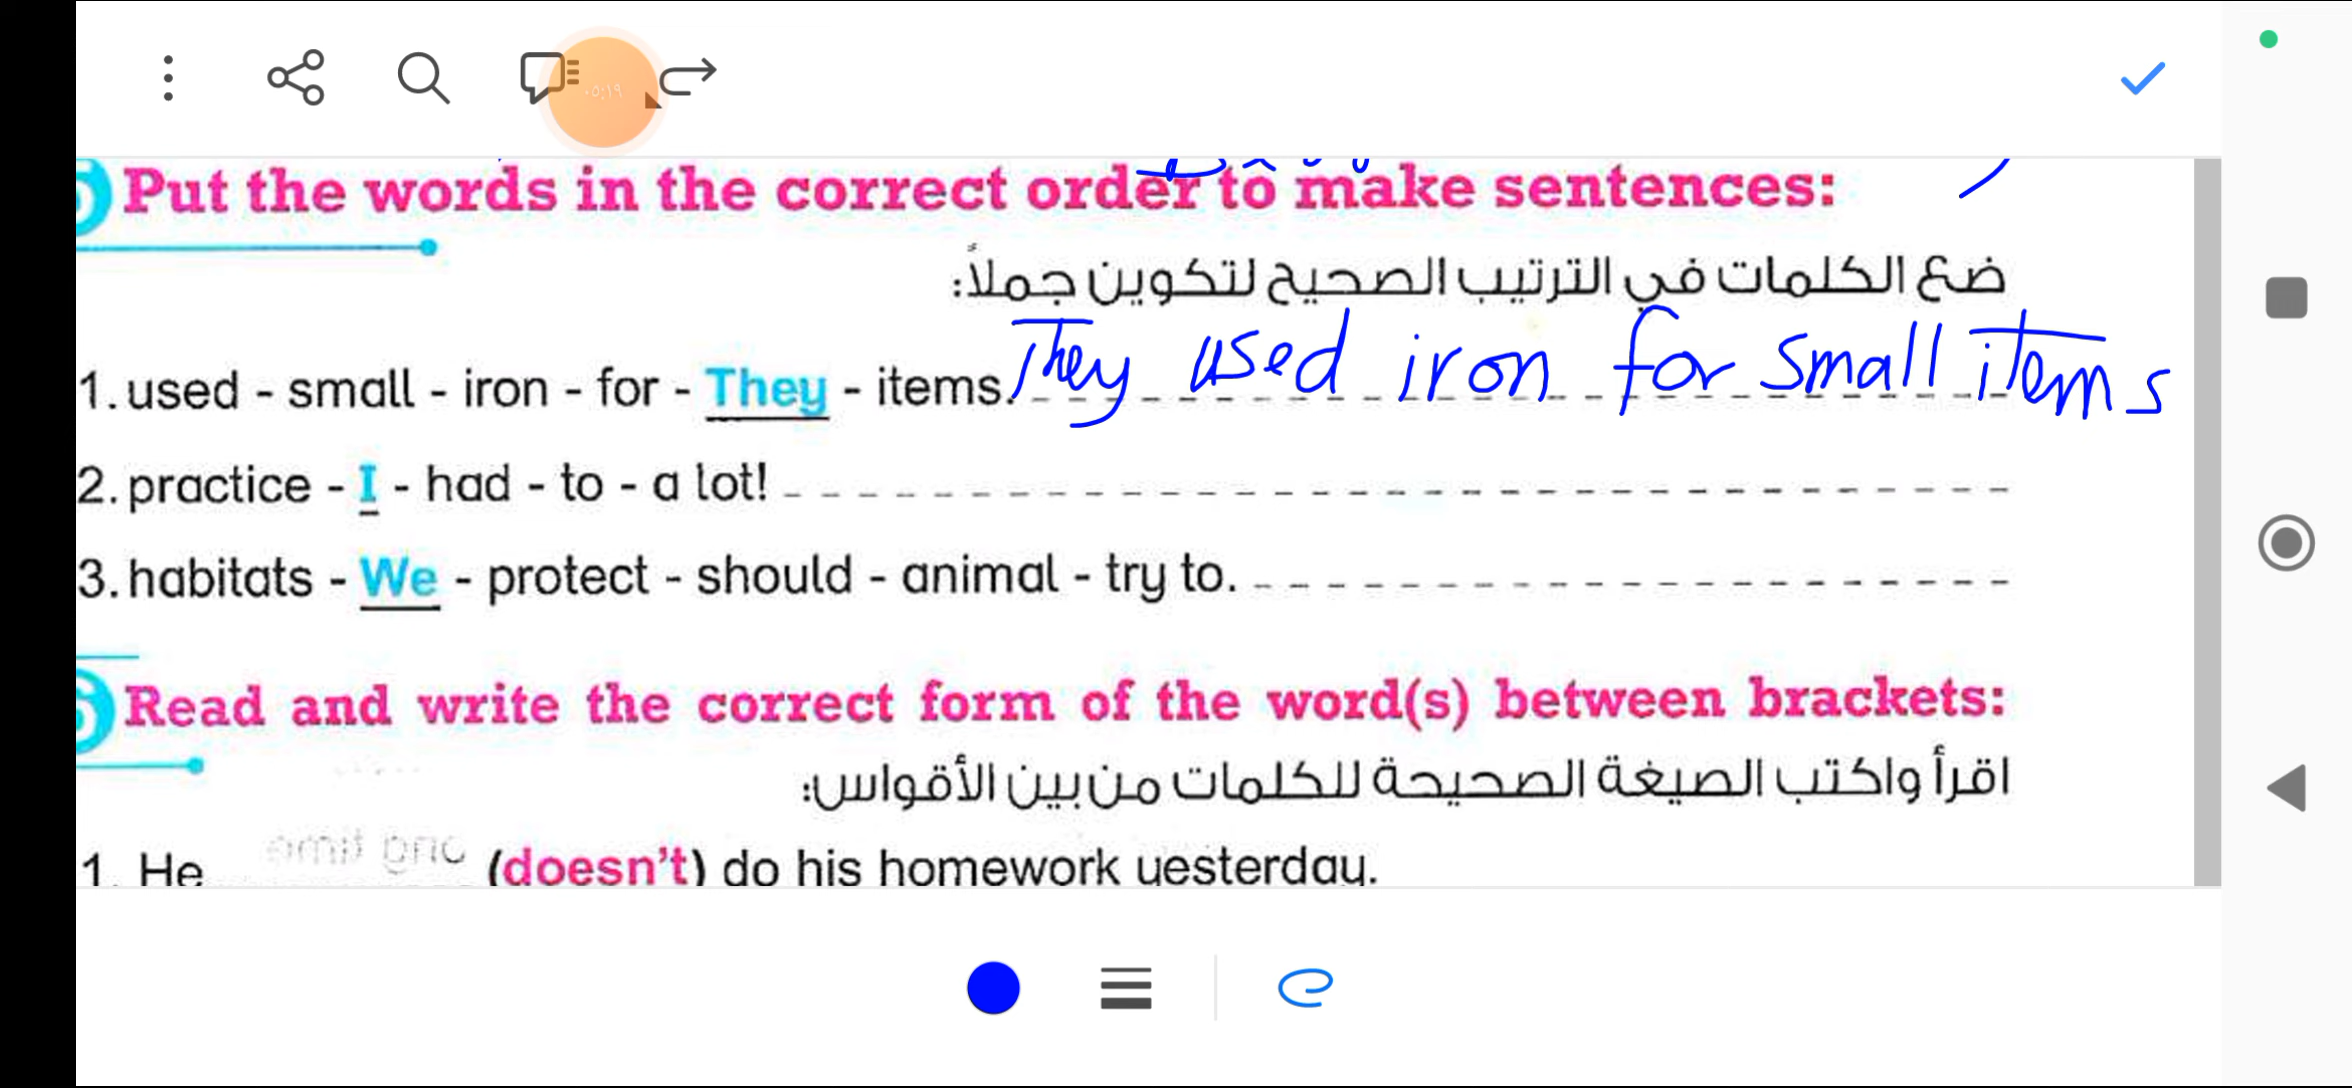 ٠٥:١٩
Put the words in the correct order to make sentences:
ضع الكلمات في الترتيب الصحيح لتكوين جملاً:
1. used - small - iron - for - They - items. They used iron for small items
2. practice - I - had - to - a lot!
3. habitats - We - protect - should - animal - try to.
6 Read and write the correct form of the word(s) between brackets:
اقرأ واكتب الصيغة الصحيحة للكلمات من بين الأقواس:
1. He (doesn't) do his homework yesterday.